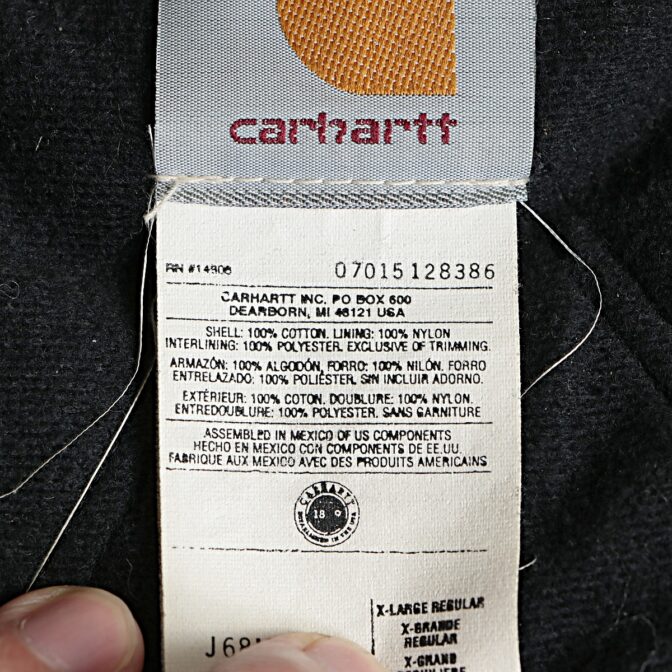 carhartt
RN #14806 07015128386
CARHARTT INC. PO BOX 600
DEARBORN, MI 48121 USA
SHELL: 100% COTTON. LINING: 100% NYLON
INTERLINING: 100% POLYESTER. EXCLUSIVE OF TRIMMING.
ARMAZÓN: 100% ALGODÓN, FORRO: 100% NILÓN. FORRO
ENTRELAZADO: 100% POLIÉSTER. SIN INCLUIR ADORNO.
EXTÉRIEUR: 100% COTON. DOUBLURE: 100% NYLON.
ENTREDOUBLURE: 100% POLYESTER. SANS GARNITURE
ASSEMBLED IN MEXICO OF US COMPONENTS
HECHO EN MEXICO CON COMPONENTS DE EE.UU.
FABRIQUE AUX MEXICO AVEC DES PRODUITS AMERICAINS
CARHARTT
X-LARGE REGULAR
X-GRANDE
REGULAR
X-GRAND